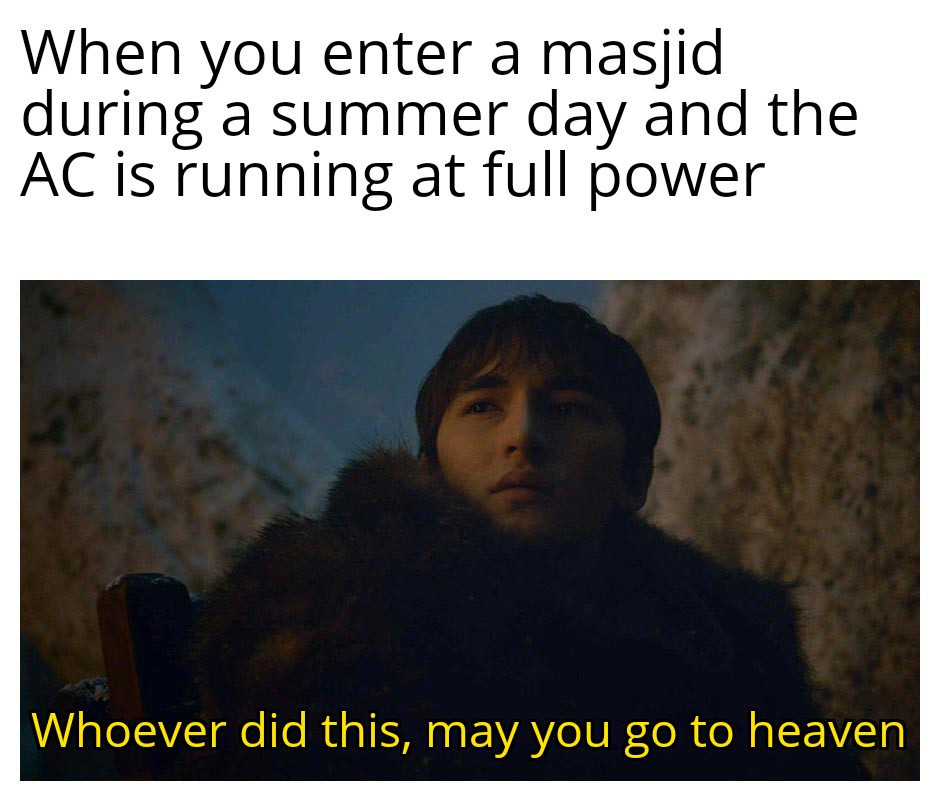 When you enter a masjid
during a summer day and the
AC is running at full power
Whoever did this, may you go to heaven